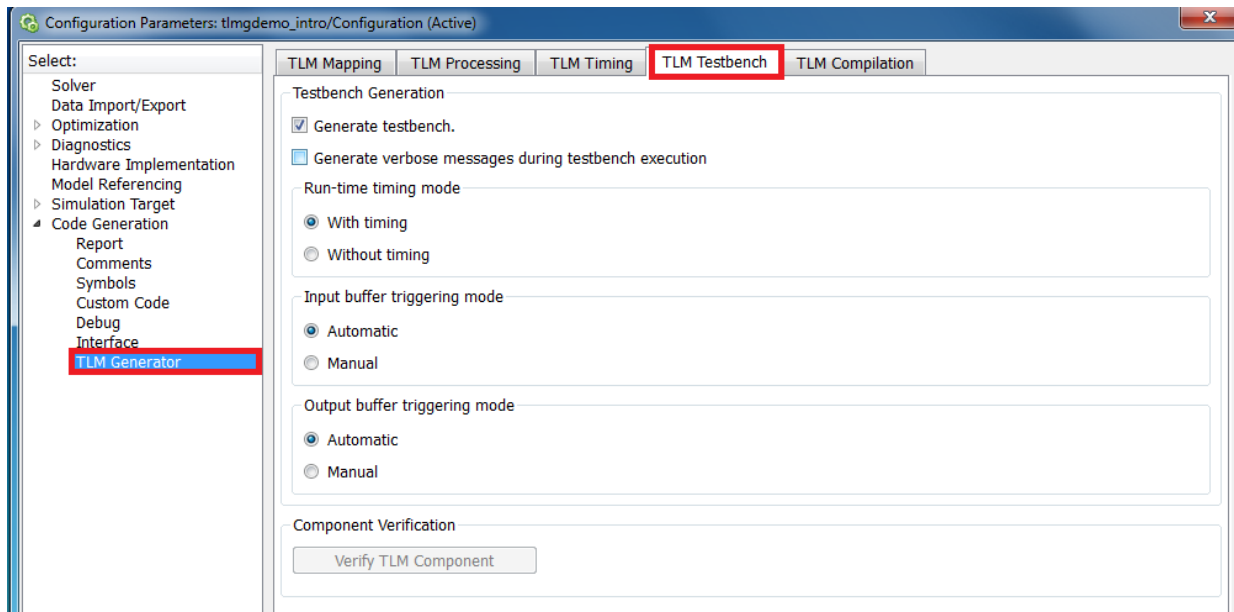 Configuration Parameters: tlmgdemo_intro/Configuration (Active)
x
Select:
Solver
Data Import/Export
Optimization
Diagnostics
Hardware Implementation
Model Referencing
Simulation Target
Code Generation
Report
Comments
Symbols
Custom Code
Debug
Interface
TLM Generator
TLM Mapping TLM Processing TLM Timing TLM Testbench TLM Compilation
Testbench Generation
Generate testbench.
Generate verbose messages during testbench execution
Run-time timing mode
With timing
Without timing
Input buffer triggering mode
Automatic
Manual
Output buffer triggering mode
Automatic
Manual
Component Verification
Verify TLM Component